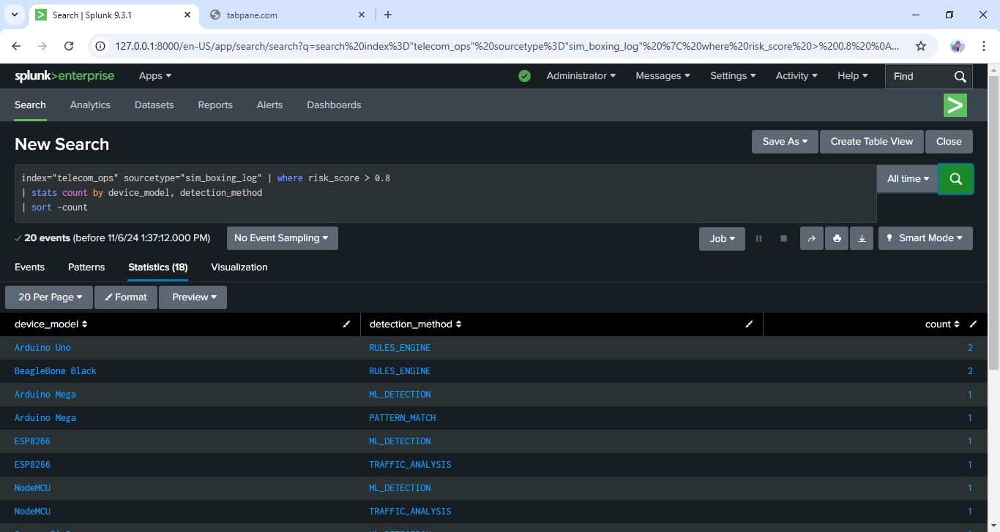 Search | Splunk 9.3.1
tabpane.com
127.0.0.1:8000/en-US/app/search/search?q=search%20index%3D"telecom_ops"%20sourcetype%3D"sim_boxing_log"%20%7C%20where%20risk_score%20>%200.8%20%0A...
splunk>enterprise Apps Administrator Messages Settings Activity Help Find
Search Analytics Datasets Reports Alerts Dashboards
New Search
Save As Create Table View Close
index="telecom_ops" sourcetype="sim_boxing_log" | where risk_score > 0.8
| stats count by device_model, detection_method
| sort -count
All time
20 events (before 11/6/24 1:37:12.000 PM) No Event Sampling Job Smart Mode
Events Patterns Statistics (18) Visualization
20 Per Page Format Preview
device_model detection_method count
Arduino Uno RULES_ENGINE 2
BeagleBone Black RULES_ENGINE 2
Arduino Mega ML_DETECTION 1
Arduino Mega PATTERN_MATCH 1
ESP8266 ML_DETECTION 1
ESP8266 TRAFFIC_ANALYSIS 1
NodeMCU ML_DETECTION 1
NodeMCU TRAFFIC_ANALYSIS 1